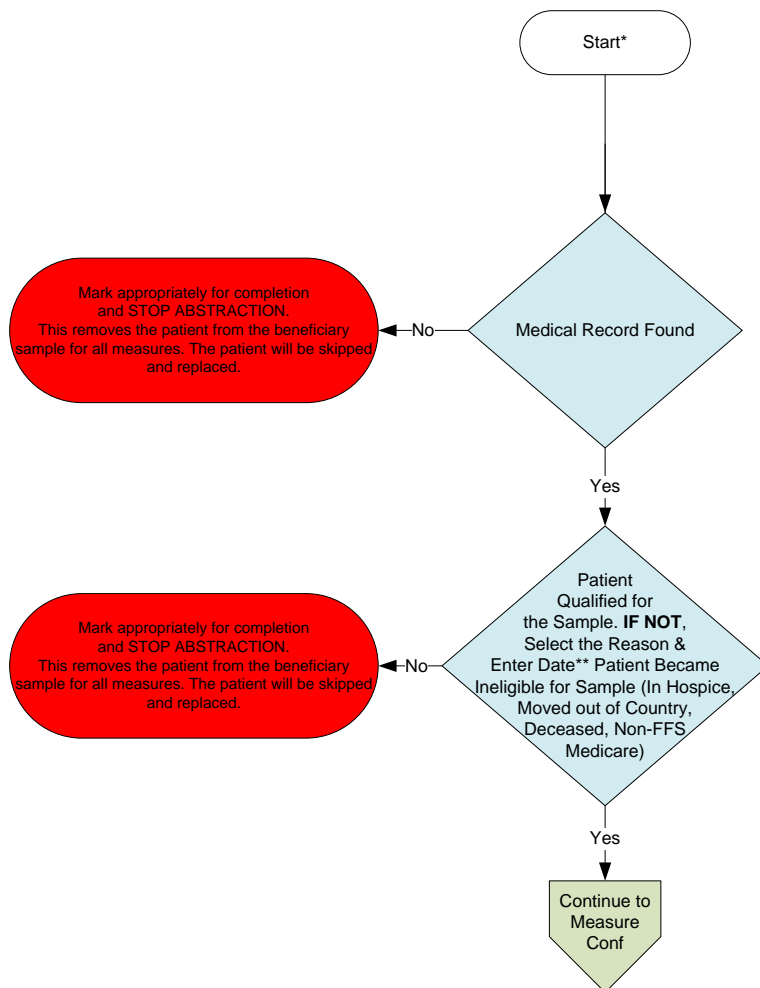 Start*
Medical Record Found
No
Mark appropriately for completion
and STOP ABSTRACTION.
This removes the patient from the beneficiary
sample for all measures. The patient will be skipped
and replaced.
Yes
Patient
Qualified for
the Sample. IF NOT,
Select the Reason &
Enter Date** Patient Became
Ineligible for Sample (In Hospice,
Moved out of Country,
Deceased, Non-FFS
Medicare)
No
Mark appropriately for completion
and STOP ABSTRACTION.
This removes the patient from the beneficiary
sample for all measures. The patient will be skipped
and replaced.
Yes
Continue to
Measure
Conf